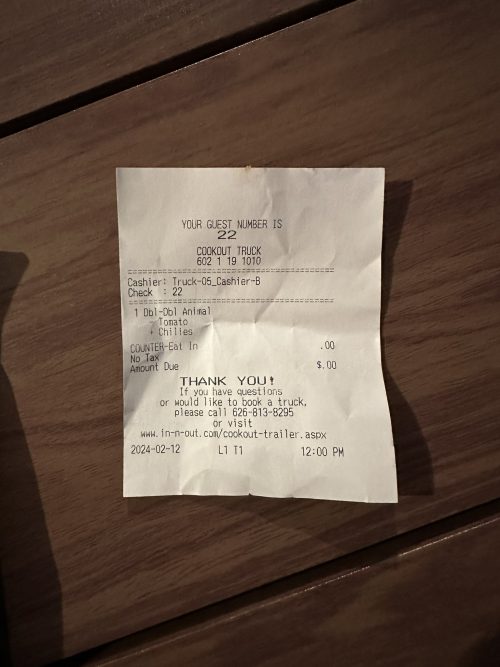 YOUR GUEST NUMBER IS
22
COOKOUT TRUCK
602 1 19 1010
Cashier: Truck-05_Cashier-B
Check : 22
1 Dbl-Dbl Animal
- Tomato
+ Chilies
COUNTER-Eat In .00
No Tax
Amount Due $.00
THANK YOU!
If you have questions
or would like to book a truck,
please call 626-813-8295
or visit
www.in-n-out.com/cookout-trailer.aspx
2024-02-12 L1 T1 12:00 PM